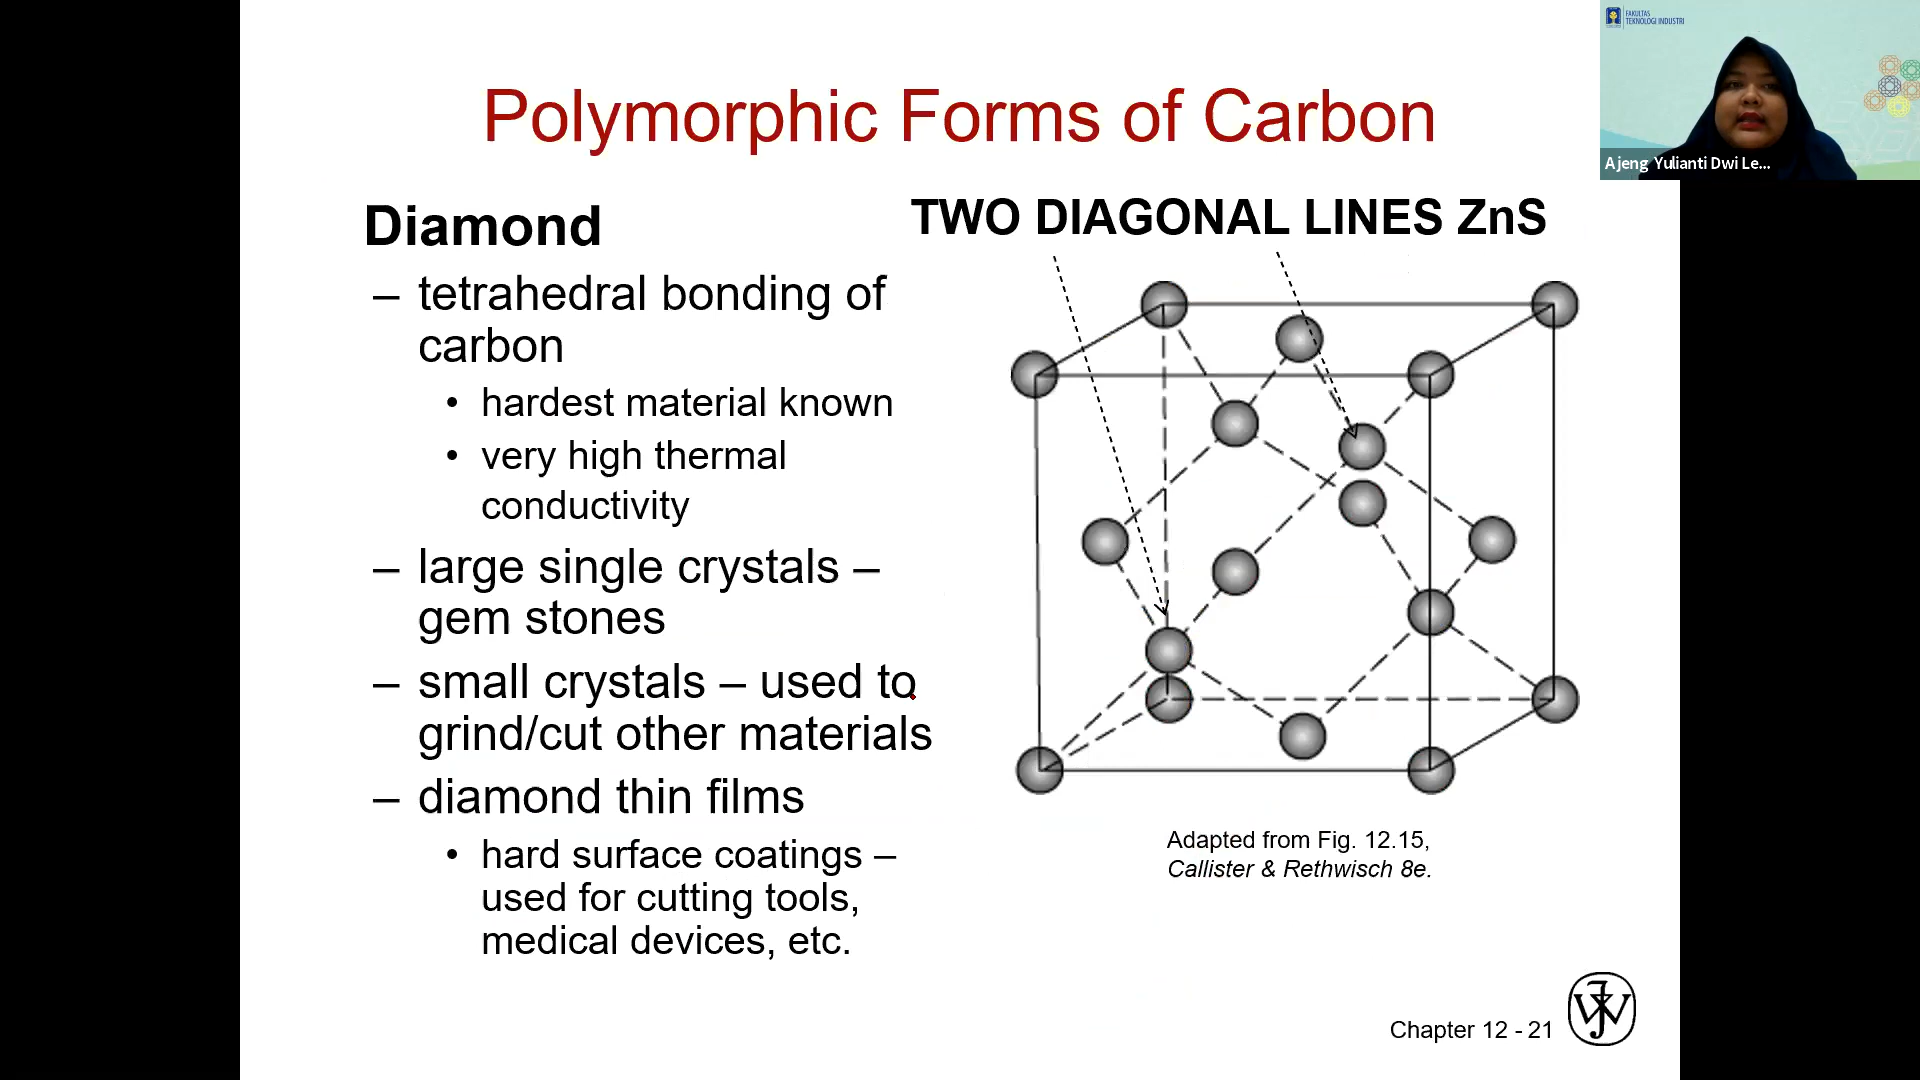 FAKULTAS
TEKNOLOGI INDUSTRI
Ajeng Yulianti Dwi Le...
Polymorphic Forms of Carbon
Diamond
– tetrahedral bonding of
carbon
• hardest material known
• very high thermal
conductivity
– large single crystals –
gem stones
– small crystals – used to
grind/cut other materials
– diamond thin films
• hard surface coatings –
used for cutting tools,
medical devices, etc.
TWO DIAGONAL LINES ZnS
Adapted from Fig. 12.15,
Callister & Rethwisch 8e.
Chapter 12 - 21